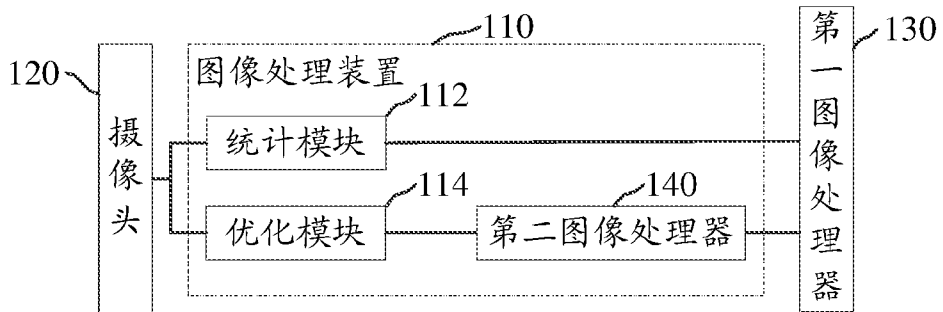 110
130
120
图像处理装置
112
统计模块
摄像头
114
140
优化模块
第二图像处理器
第一图像处理器